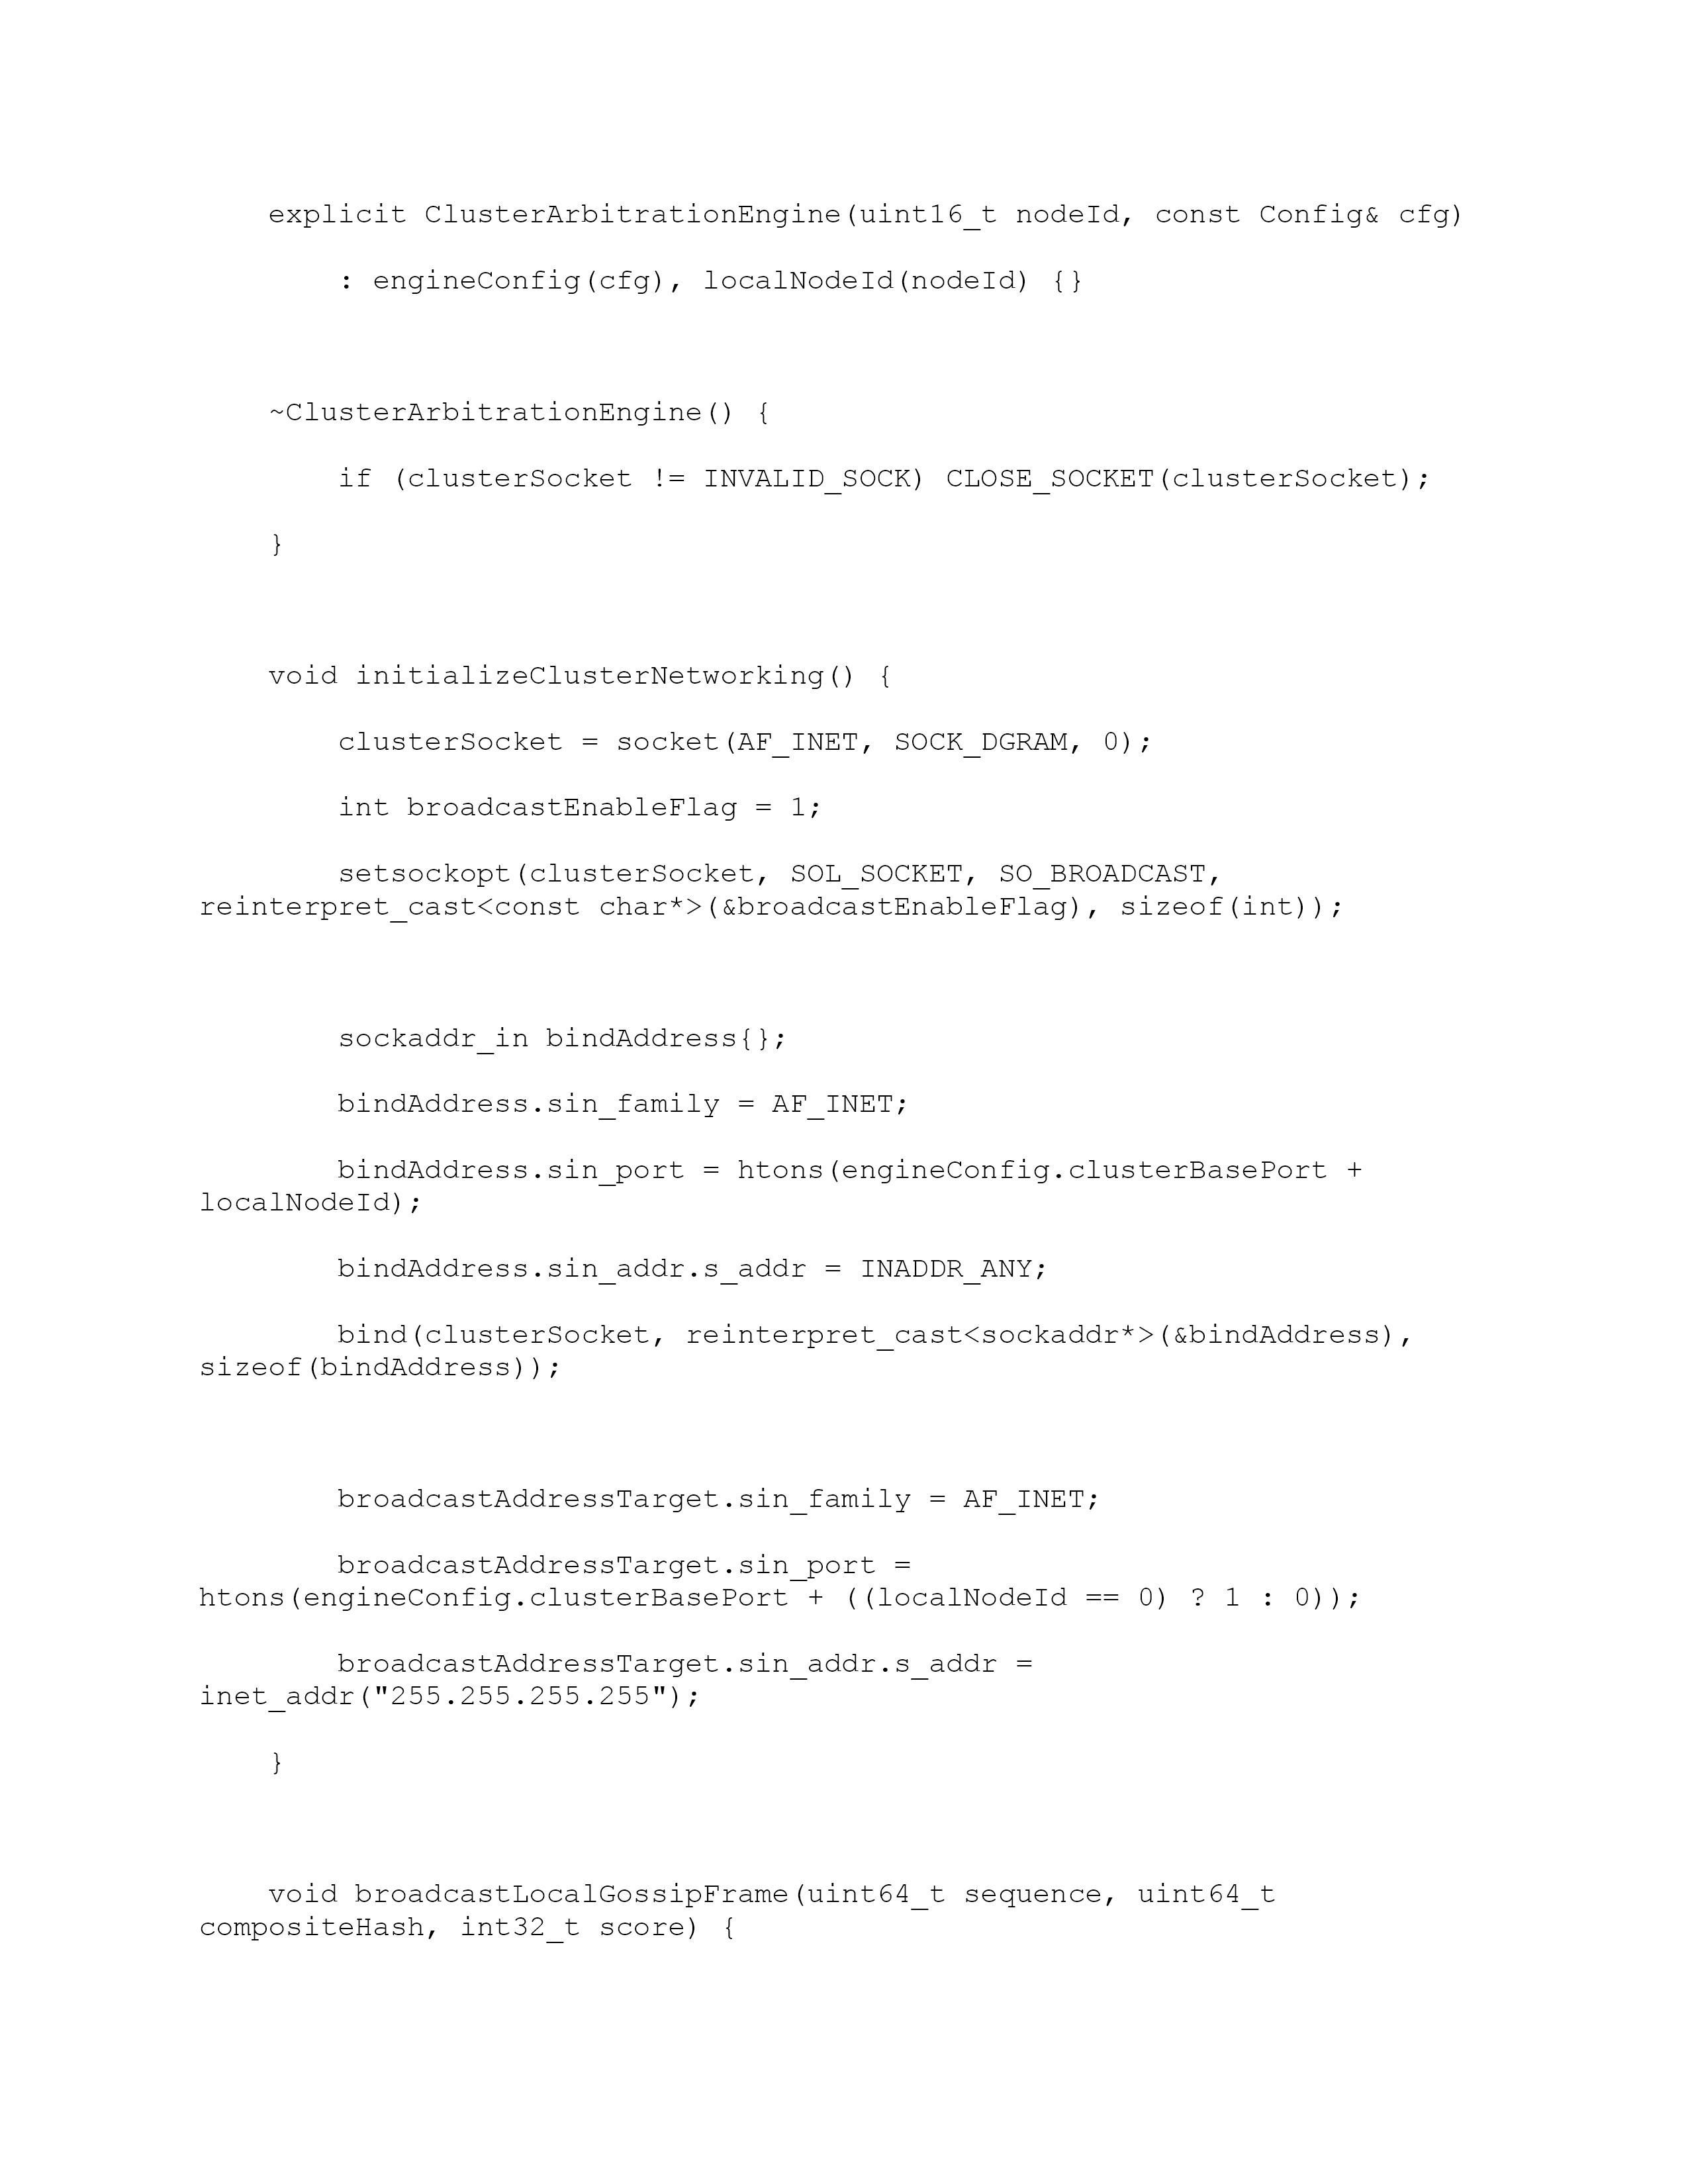 explicit ClusterArbitrationEngine(uint16_t nodeId, const Config& cfg)
: engineConfig(cfg), localNodeId(nodeId) {}
~ClusterArbitrationEngine() {
if (clusterSocket != INVALID_SOCK) CLOSE_SOCKET(clusterSocket);
}
void initializeClusterNetworking() {
clusterSocket = socket(AF_INET, SOCK_DGRAM, 0);
int broadcastEnableFlag = 1;
setsockopt(clusterSocket, SOL_SOCKET, SO_BROADCAST,
reinterpret_cast<const char*>(&broadcastEnableFlag), sizeof(int));
sockaddr_in bindAddress{};
bindAddress.sin_family = AF_INET;
bindAddress.sin_port = htons(engineConfig.clusterBasePort +
localNodeId);
bindAddress.sin_addr.s_addr = INADDR_ANY;
bind(clusterSocket, reinterpret_cast<sockaddr*>(&bindAddress),
sizeof(bindAddress));
broadcastAddressTarget.sin_family = AF_INET;
broadcastAddressTarget.sin_port =
htons(engineConfig.clusterBasePort + ((localNodeId == 0) ? 1 : 0));
broadcastAddressTarget.sin_addr.s_addr =
inet_addr("255.255.255.255");
}
void broadcastLocalGossipFrame(uint64_t sequence, uint64_t
compositeHash, int32_t score) {